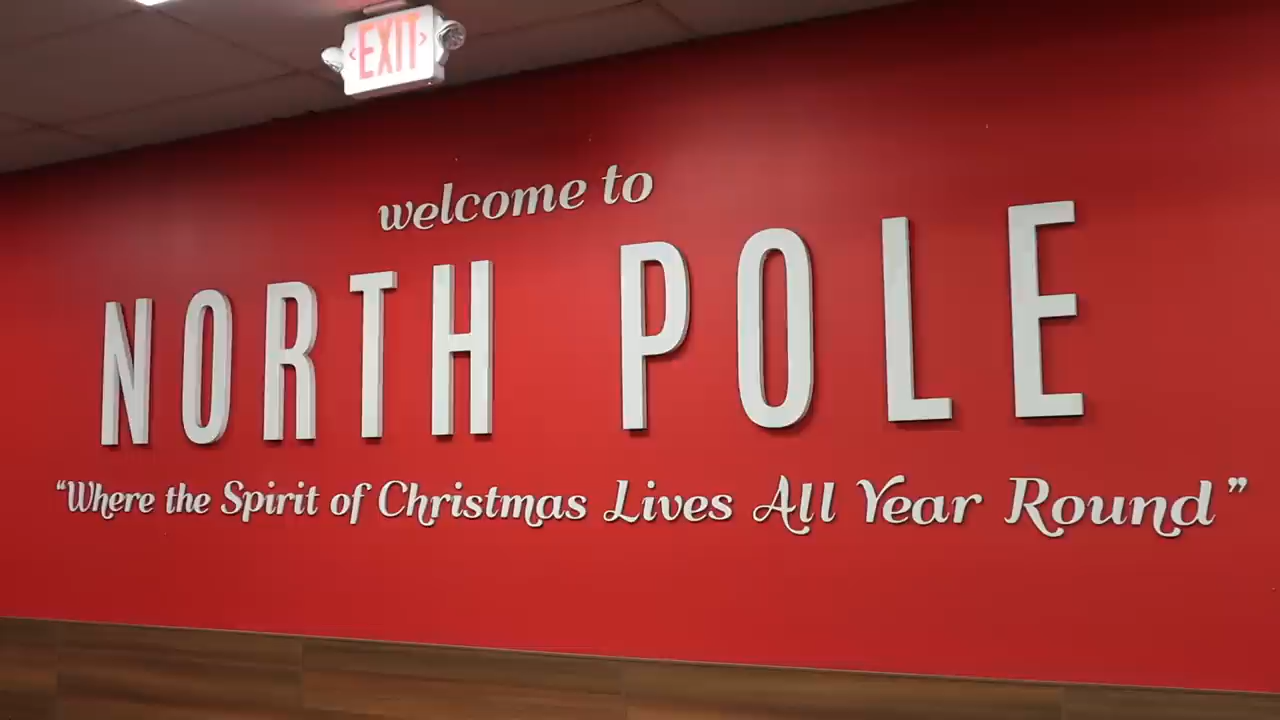 EXIT
welcome to
NORTH POLE
“Where the Spirit of Christmas Lives All Year Round”